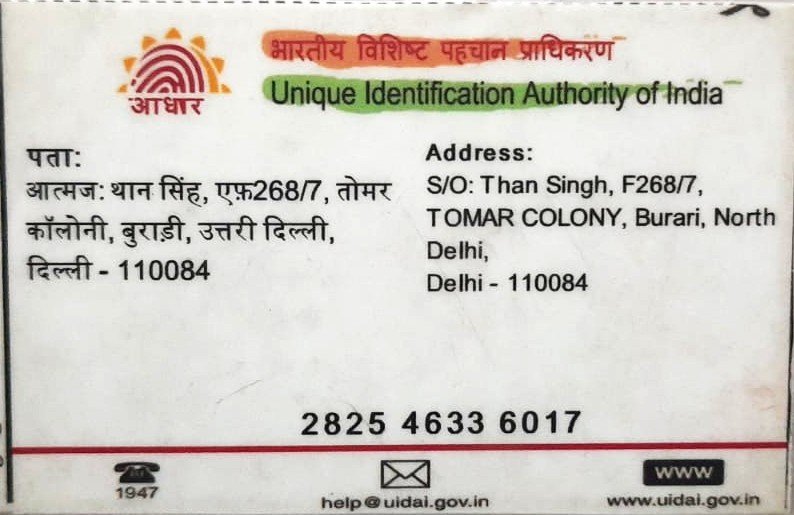 भारतीय विशिष्ट पहचान प्राधिकरण
Unique Identification Authority of India
आधार
पता:
आत्मज: थान सिंह, एफ़268/7, तोमर
कॉलोनी, बुराड़ी, उत्तरी दिल्ली,
दिल्ली - 110084
Address:
S/O: Than Singh, F268/7,
TOMAR COLONY, Burari, North
Delhi,
Delhi - 110084
2825 4633 6017
1947
help@uidai.gov.in
www
www.uidai.gov.in